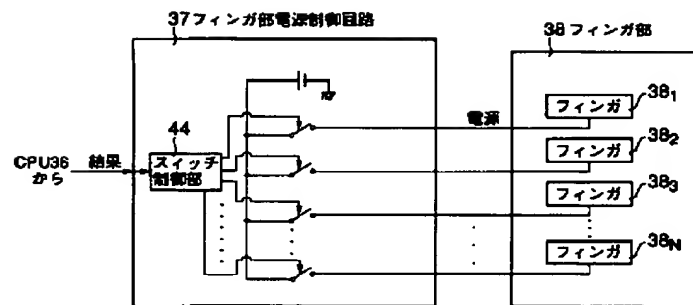 37フィンガ部電源制御回路
38フィンガ部
44
CPU36
から
結果
スイッチ
制御部
電源
フィンガ
38₁
フィンガ
38₂
フィンガ
38₃
フィンガ
38N